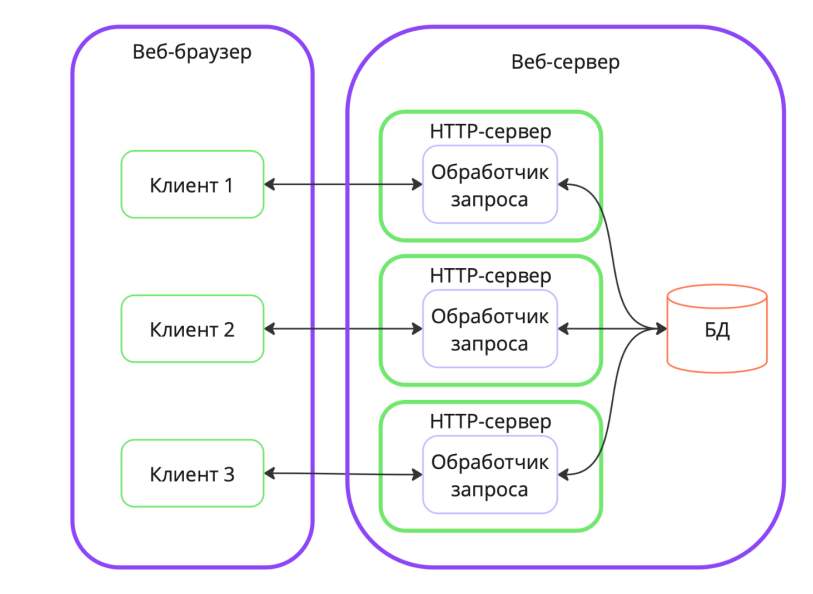 Веб-браузер
Веб-сервер
HTTP-сервер
Клиент 1
Обработчик
запроса
HTTP-сервер
Клиент 2
Обработчик
запроса
БД
HTTP-сервер
Клиент 3
Обработчик
запроса